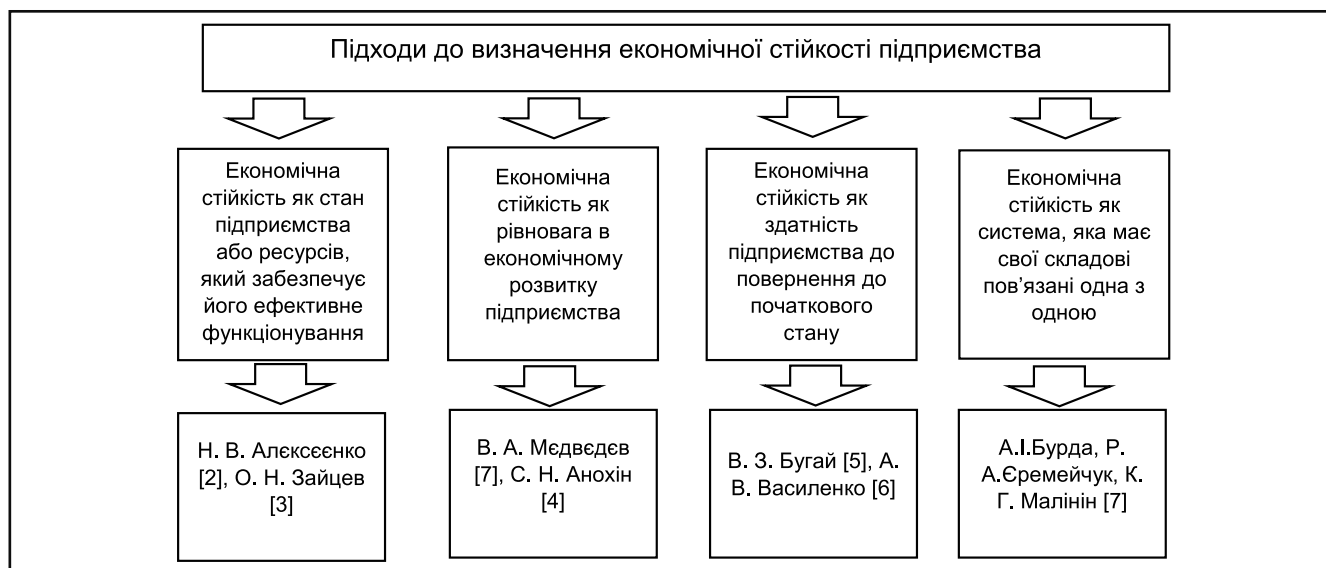 Підходи до визначення економічної стійкості підприємства
Економічна
стійкість як стан
підприємства
або ресурсів,
який забезпечує
його ефективне
функціонування
Економічна
стійкість як
рівновага в
економічному
розвитку
підприємства
Економічна
стійкість як
здатність
підприємства до
повернення до
початкового
стану
Економічна
стійкість як
система, яка має
свої складові
пов’язані одна з
одною
Н. В. Алєксєєнко
[2], О. Н. Зайцев
[3]
В. А. Мєдвєдєв
[7], С. Н. Анохін
[4]
В. З. Бугай [5], А.
В. Василенко [6]
А.І.Бурда, Р.
А.Єремейчук, К.
Г. Малінін [7]